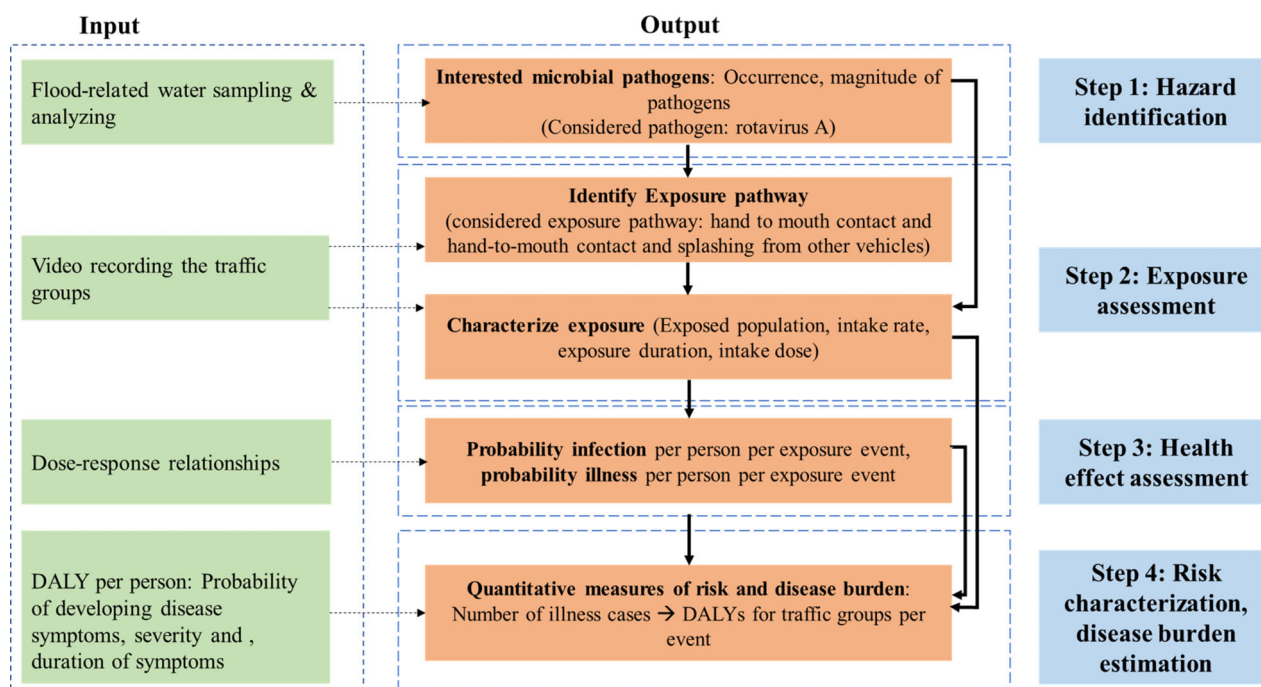 Input
Output
Flood-related water sampling &
analyzing
Interested microbial pathogens: Occurrence, magnitude of
pathogens
(Considered pathogen: rotavirus A)
Step 1: Hazard
identification
Identify Exposure pathway
(considered exposure pathway: hand to mouth contact and
hand-to-mouth contact and splashing from other vehicles)
Video recording the traffic
groups
Characterize exposure (Exposed population, intake rate,
exposure duration, intake dose)
Step 2: Exposure
assessment
Dose-response relationships
Probability infection per person per exposure event,
probability illness per person per exposure event
Step 3: Health
effect assessment
DALY per person: Probability
of developing disease
symptoms, severity and ,
duration of symptoms
Quantitative measures of risk and disease burden:
Number of illness cases → DALYs for traffic groups per
event
Step 4: Risk
characterization,
disease burden
estimation